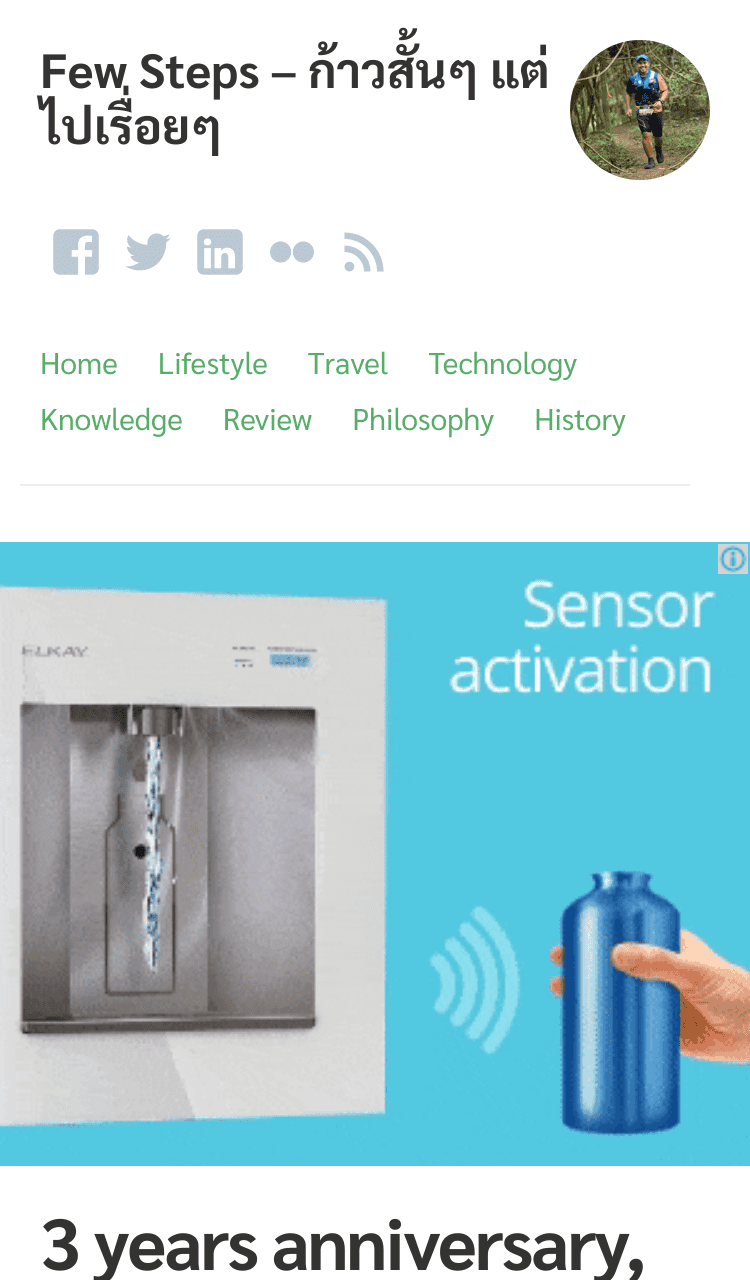 Few Steps – ก้าวสั้นๆ แต่
ไปเรื่อยๆ
Home Lifestyle Travel Technology
Knowledge Review Philosophy History
Sensor
activation
ELKAY
3 years anniversary,